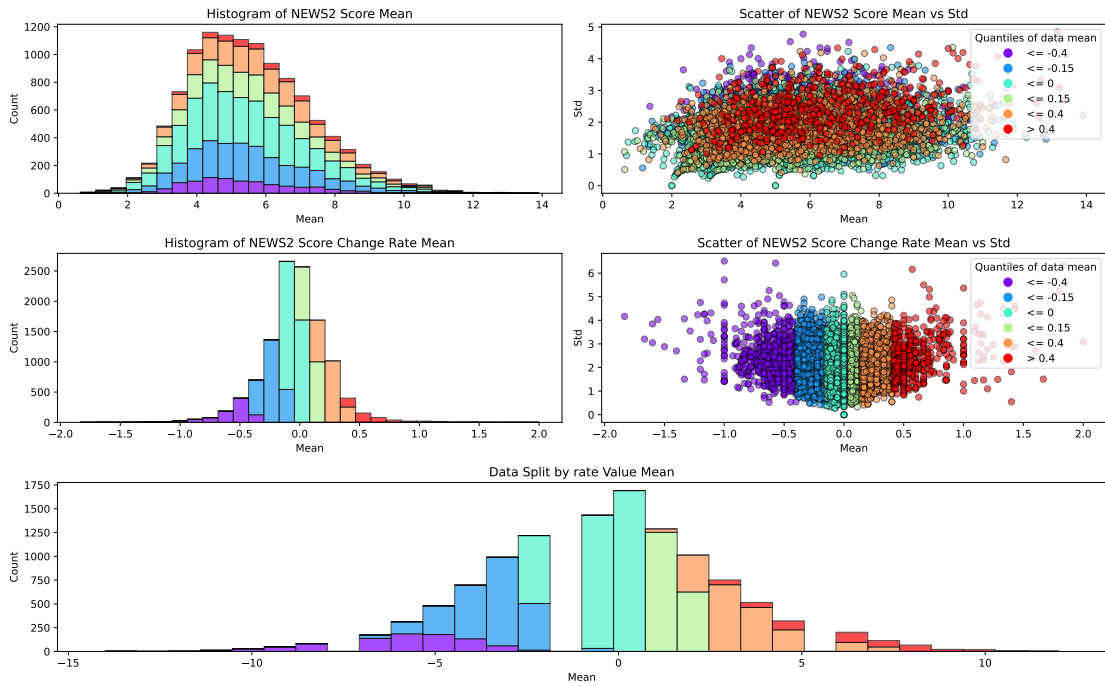 Histogram of NEWS2 Score Mean
1200
1000
800
600
400
200
0
Count
0 2 4 6 8 10 12 14
Mean
Scatter of NEWS2 Score Mean vs Std
5
4
3
2
1
0
Std
0 2 4 6 8 10 12 14
Mean
Quantiles of data mean
<= -0.4
<= -0.15
<= 0
<= 0.15
<= 0.4
> 0.4
Histogram of NEWS2 Score Change Rate Mean
2500
2000
1500
1000
500
0
Count
−2.0 −1.5 −1.0 −0.5 0.0 0.5 1.0 1.5 2.0
Mean
Scatter of NEWS2 Score Change Rate Mean vs Std
6
5
4
3
2
1
0
Std
−2.0 −1.5 −1.0 −0.5 0.0 0.5 1.0 1.5 2.0
Mean
Quantiles of data mean
<= -0.4
<= -0.15
<= 0
<= 0.15
<= 0.4
> 0.4
Data Split by rate Value Mean
1750
1500
1250
1000
750
500
250
0
Count
−15 −10 −5 0 5 10
Mean